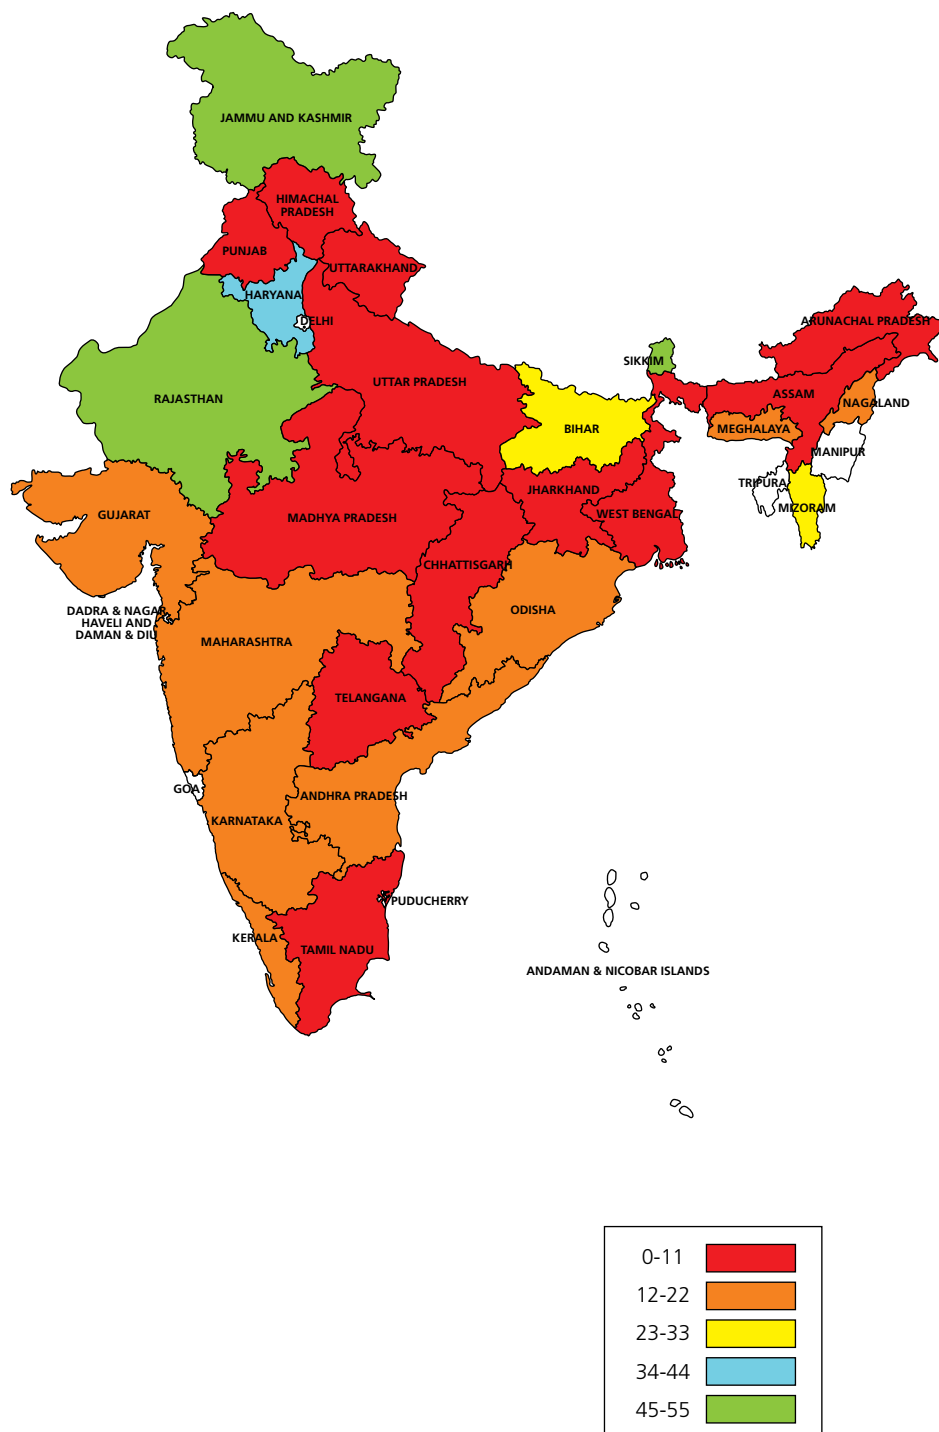 JAMMU AND KASHMIR
HIMACHAL
PRADESH
PUNJAB
UTTARAKHAND
HARYANA
DELHI
ARUNACHAL PRADESH
SIKKIM
UTTAR PRADESH
RAJASTHAN
ASSAM
NAGALAND
BIHAR
MEGHALAYA
MANIPUR
TRIPURA
JHARKHAND
MIZORAM
GUJARAT
MADHYA PRADESH
WEST BENGAL
CHHATTISGARH
DADRA & NAGAR
HAVELI AND
DAMAN & DIU
ODISHA
MAHARASHTRA
TELANGANA
GOA
ANDHRA PRADESH
KARNATAKA
PUDUCHERRY
KERALA
TAMIL NADU
ANDAMAN & NICOBAR ISLANDS
0-11
12-22
23-33
34-44
45-55